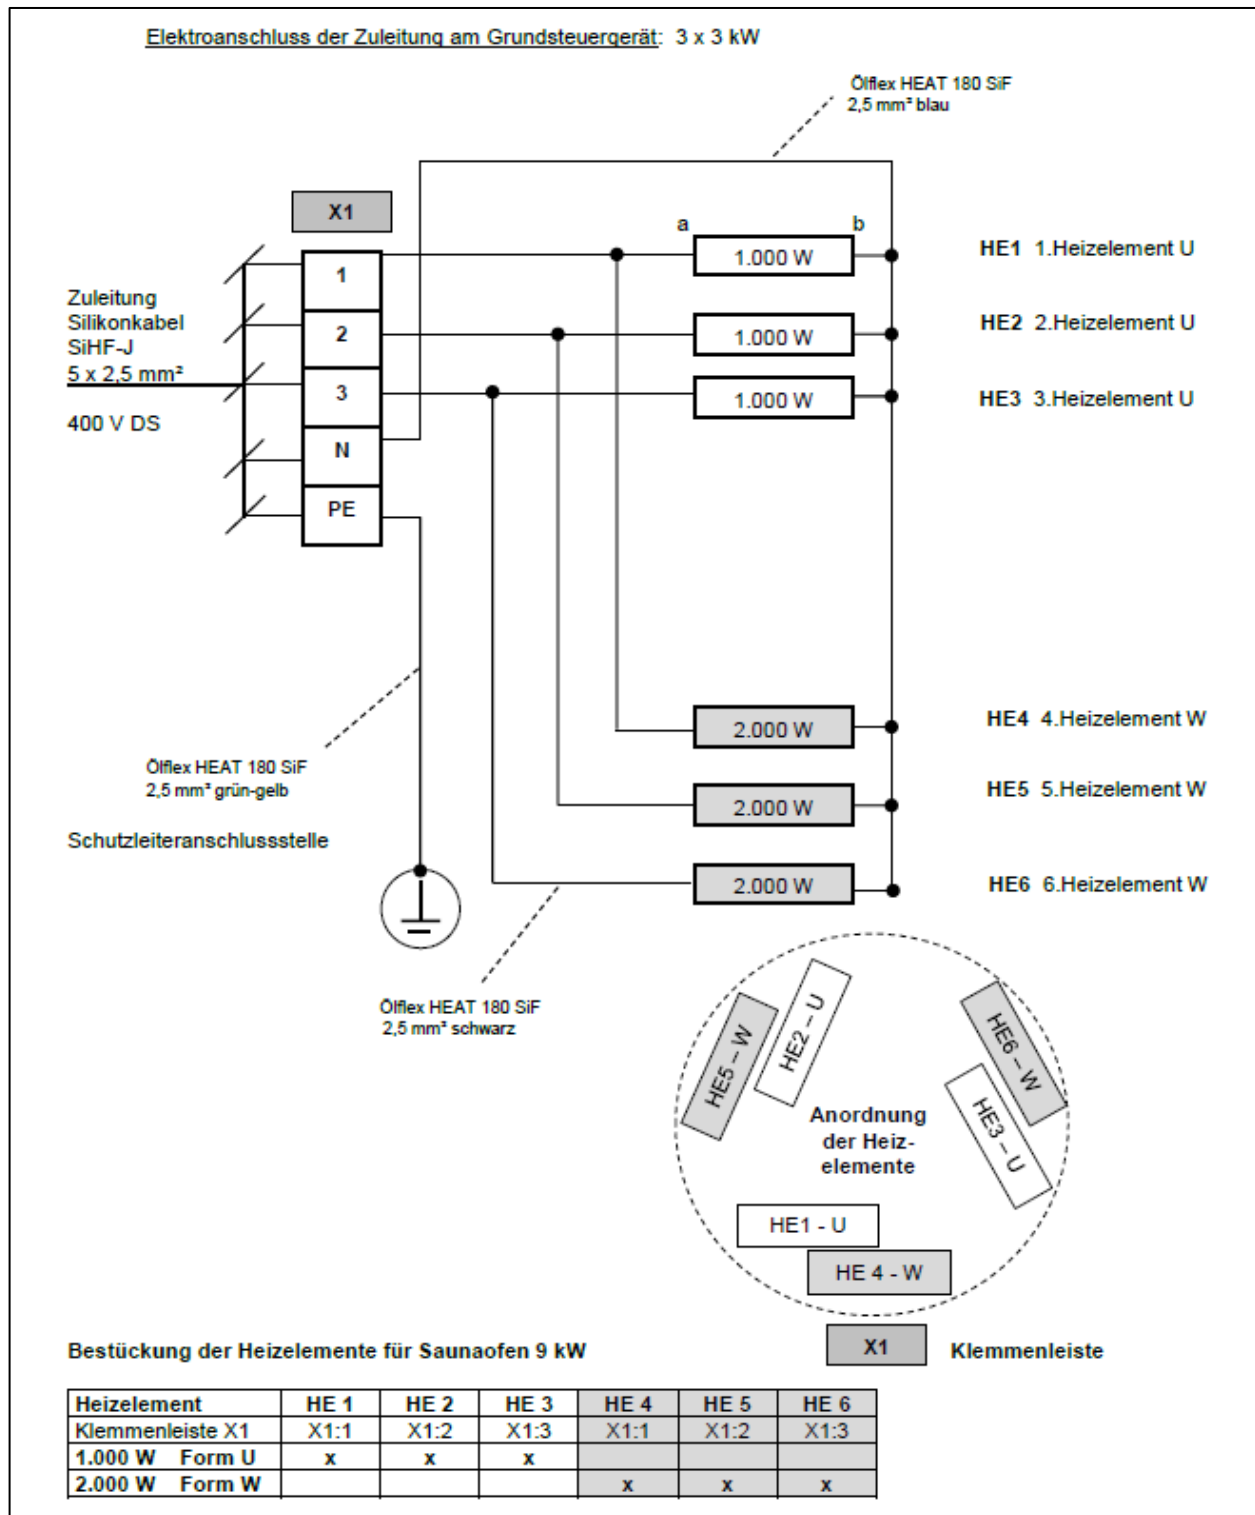 Elektroanschluss der Zuleitung am Grundsteuergerät: 3 x 3 kW
Ölflex HEAT 180 SiF
2,5 mm² blau
X1
a
b
1
1.000 W
HE1 1.Heizelement U
Zuleitung
Silikonkabel
SiHF-J
5 x 2,5 mm²
400 V DS
2
1.000 W
HE2 2.Heizelement U
3
1.000 W
HE3 3.Heizelement U
N
PE
2.000 W
HE4 4.Heizelement W
Ölflex HEAT 180 SiF
2,5 mm² grün-gelb
2.000 W
HE5 5.Heizelement W
Schutzleiteranschlussstelle
2.000 W
HE6 6.Heizelement W
Ölflex HEAT 180 SiF
2,5 mm² schwarz
HE5 – W
HE2 – U
HE6 – W
HE3 – U
Anordnung
der Heiz-
elemente
HE1 - U
HE 4 - W
X1
Klemmenleiste
Bestückung der Heizelemente für Saunaofen 9 kW
Heizelement HE 1 HE 2 HE 3 HE 4 HE 5 HE 6
Klemmenleiste X1 X1:1 X1:2 X1:3 X1:1 X1:2 X1:3
1.000 W Form U x x x
2.000 W Form W x x x